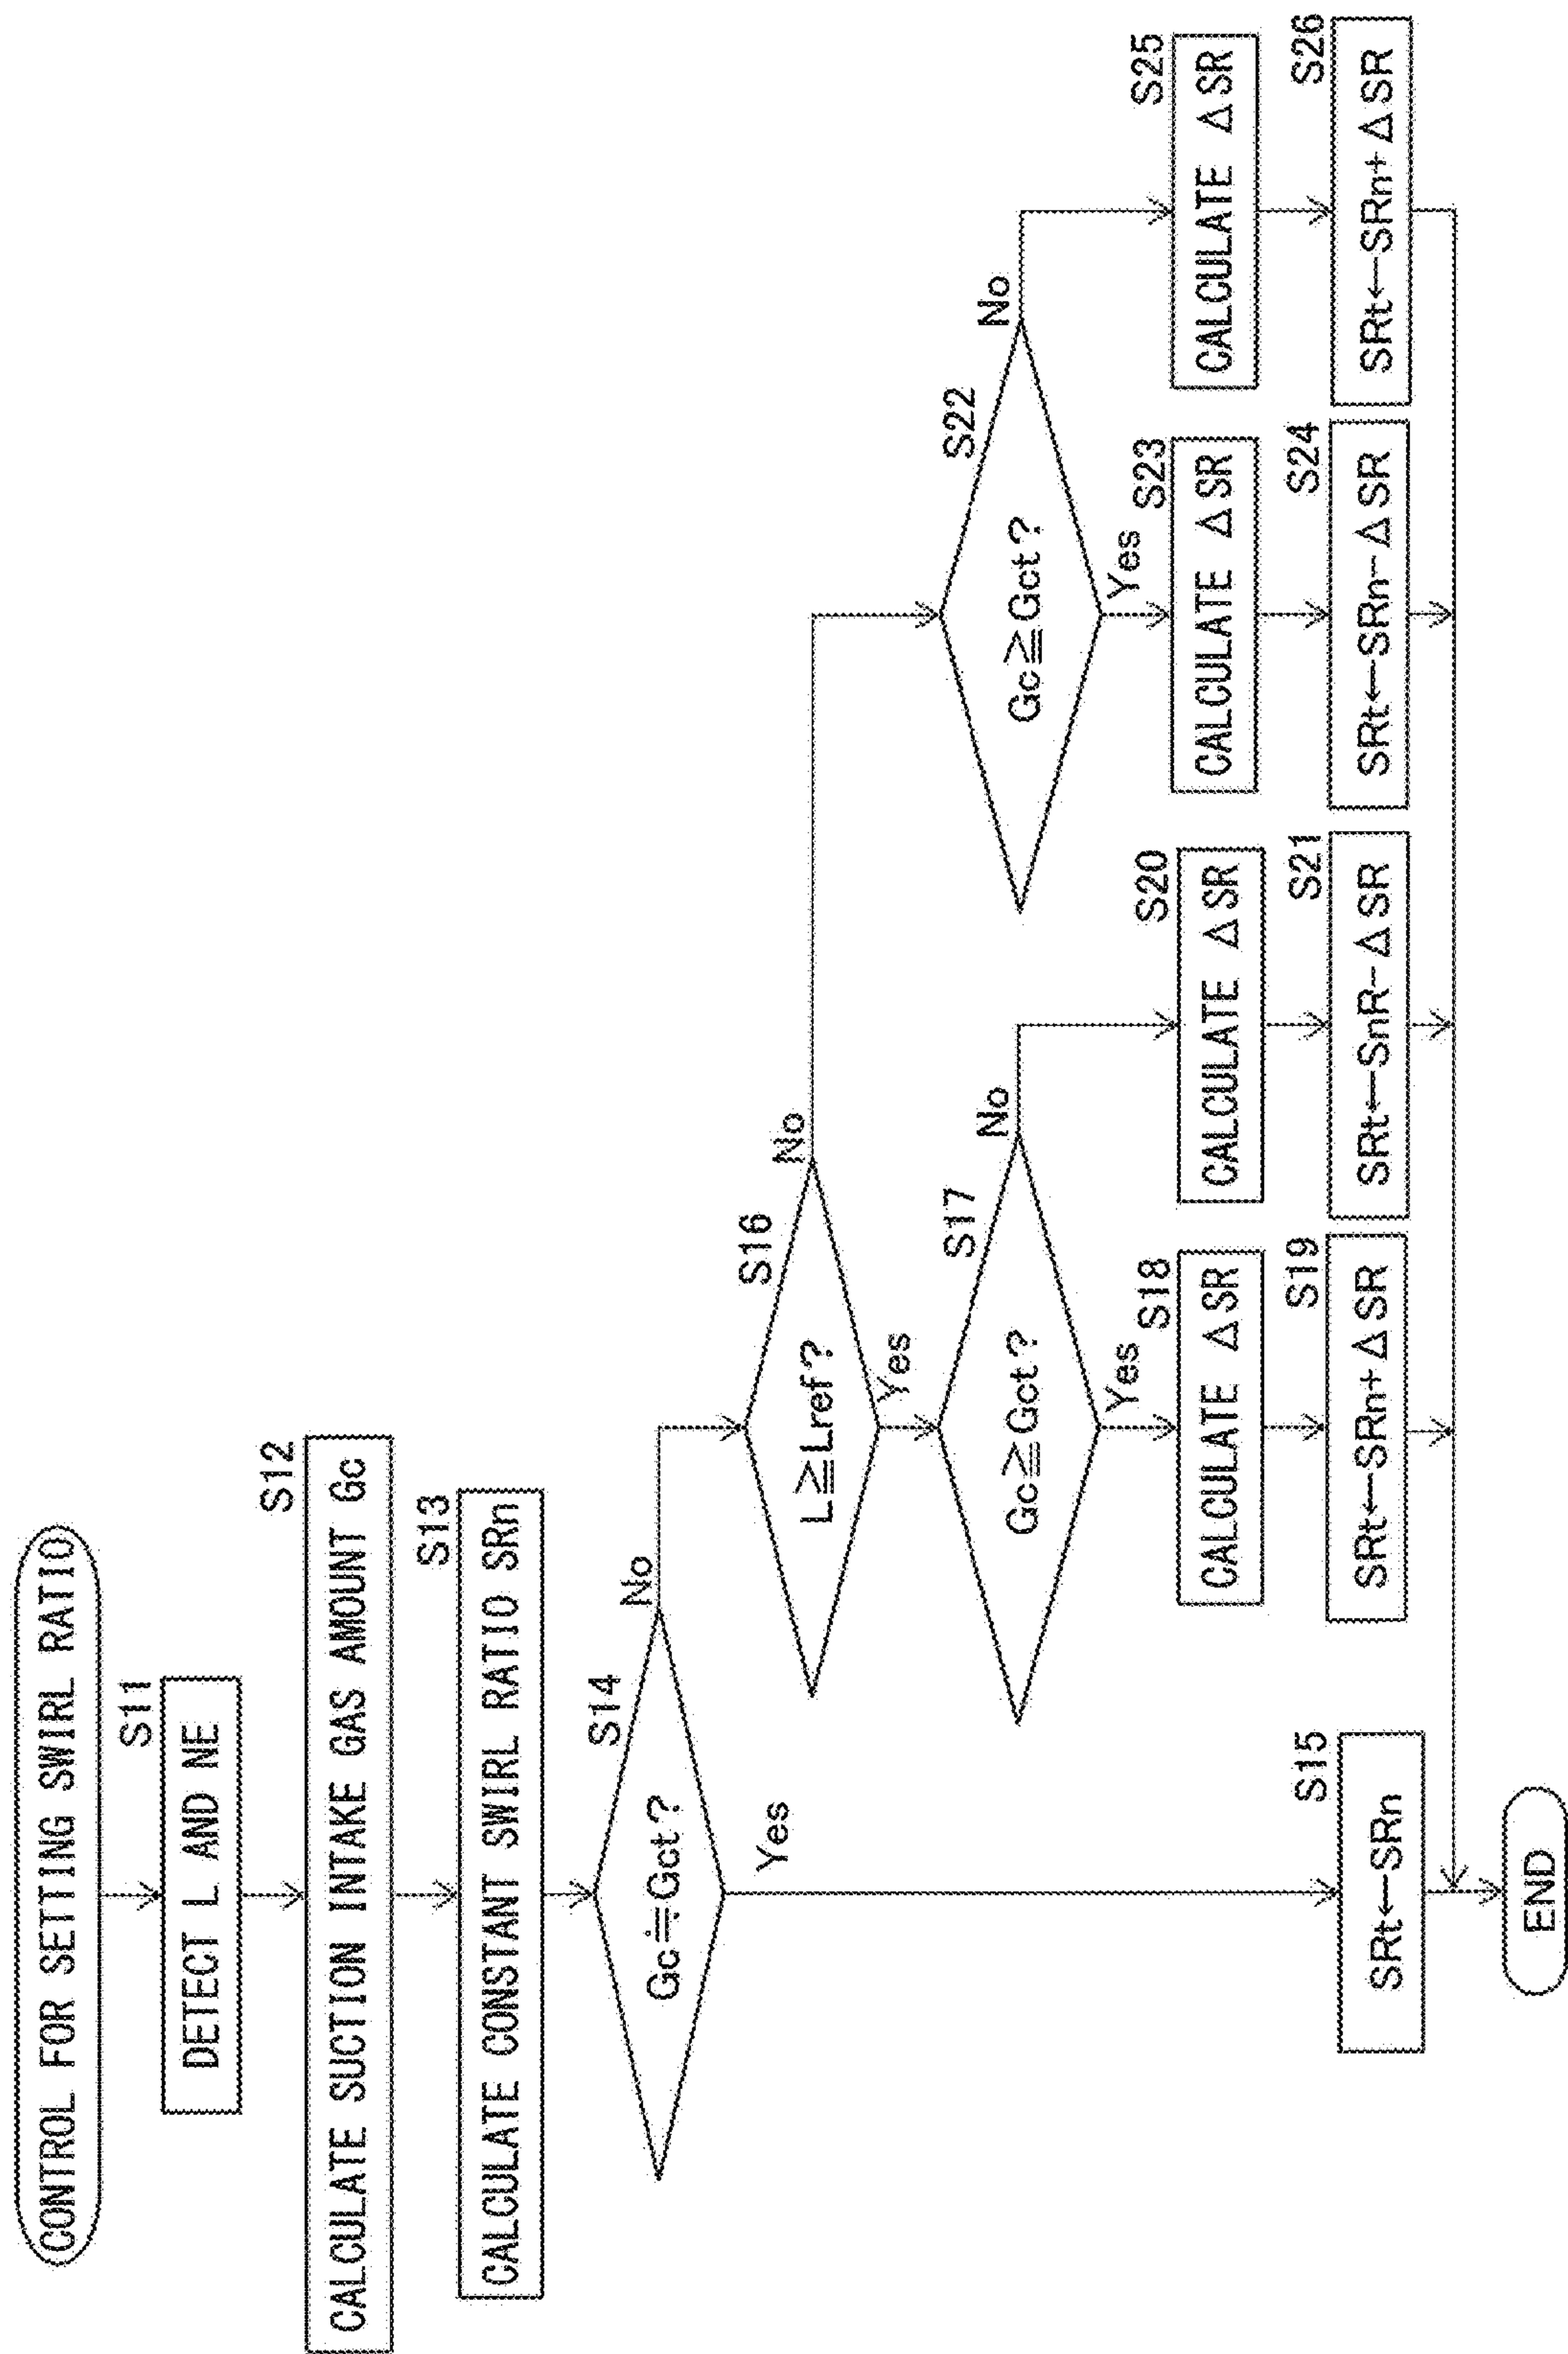 CONTROL FOR SETTING SWIRL RATIO
S11
DETECT L AND NE
S12
CALCULATE SUCTION INTAKE GAS AMOUNT Gc
S13
CALCULATE CONSTANT SWIRL RATIO SRn
S14
Gc≒Gct?
No
Yes
S16
L≧Lref?
No
Yes
S17
Gc≧Gct?
No
Yes
S22
Gc≧Gct?
No
Yes
S18
CALCULATE ΔSR
S20
CALCULATE ΔSR
S23
CALCULATE ΔSR
S25
CALCULATE ΔSR
S15
SRt←SRn
S19
SRt←SRn+ΔSR
S21
SRt←SnR-ΔSR
S24
SRt←SRn-ΔSR
S26
SRt←SRn+ΔSR
END